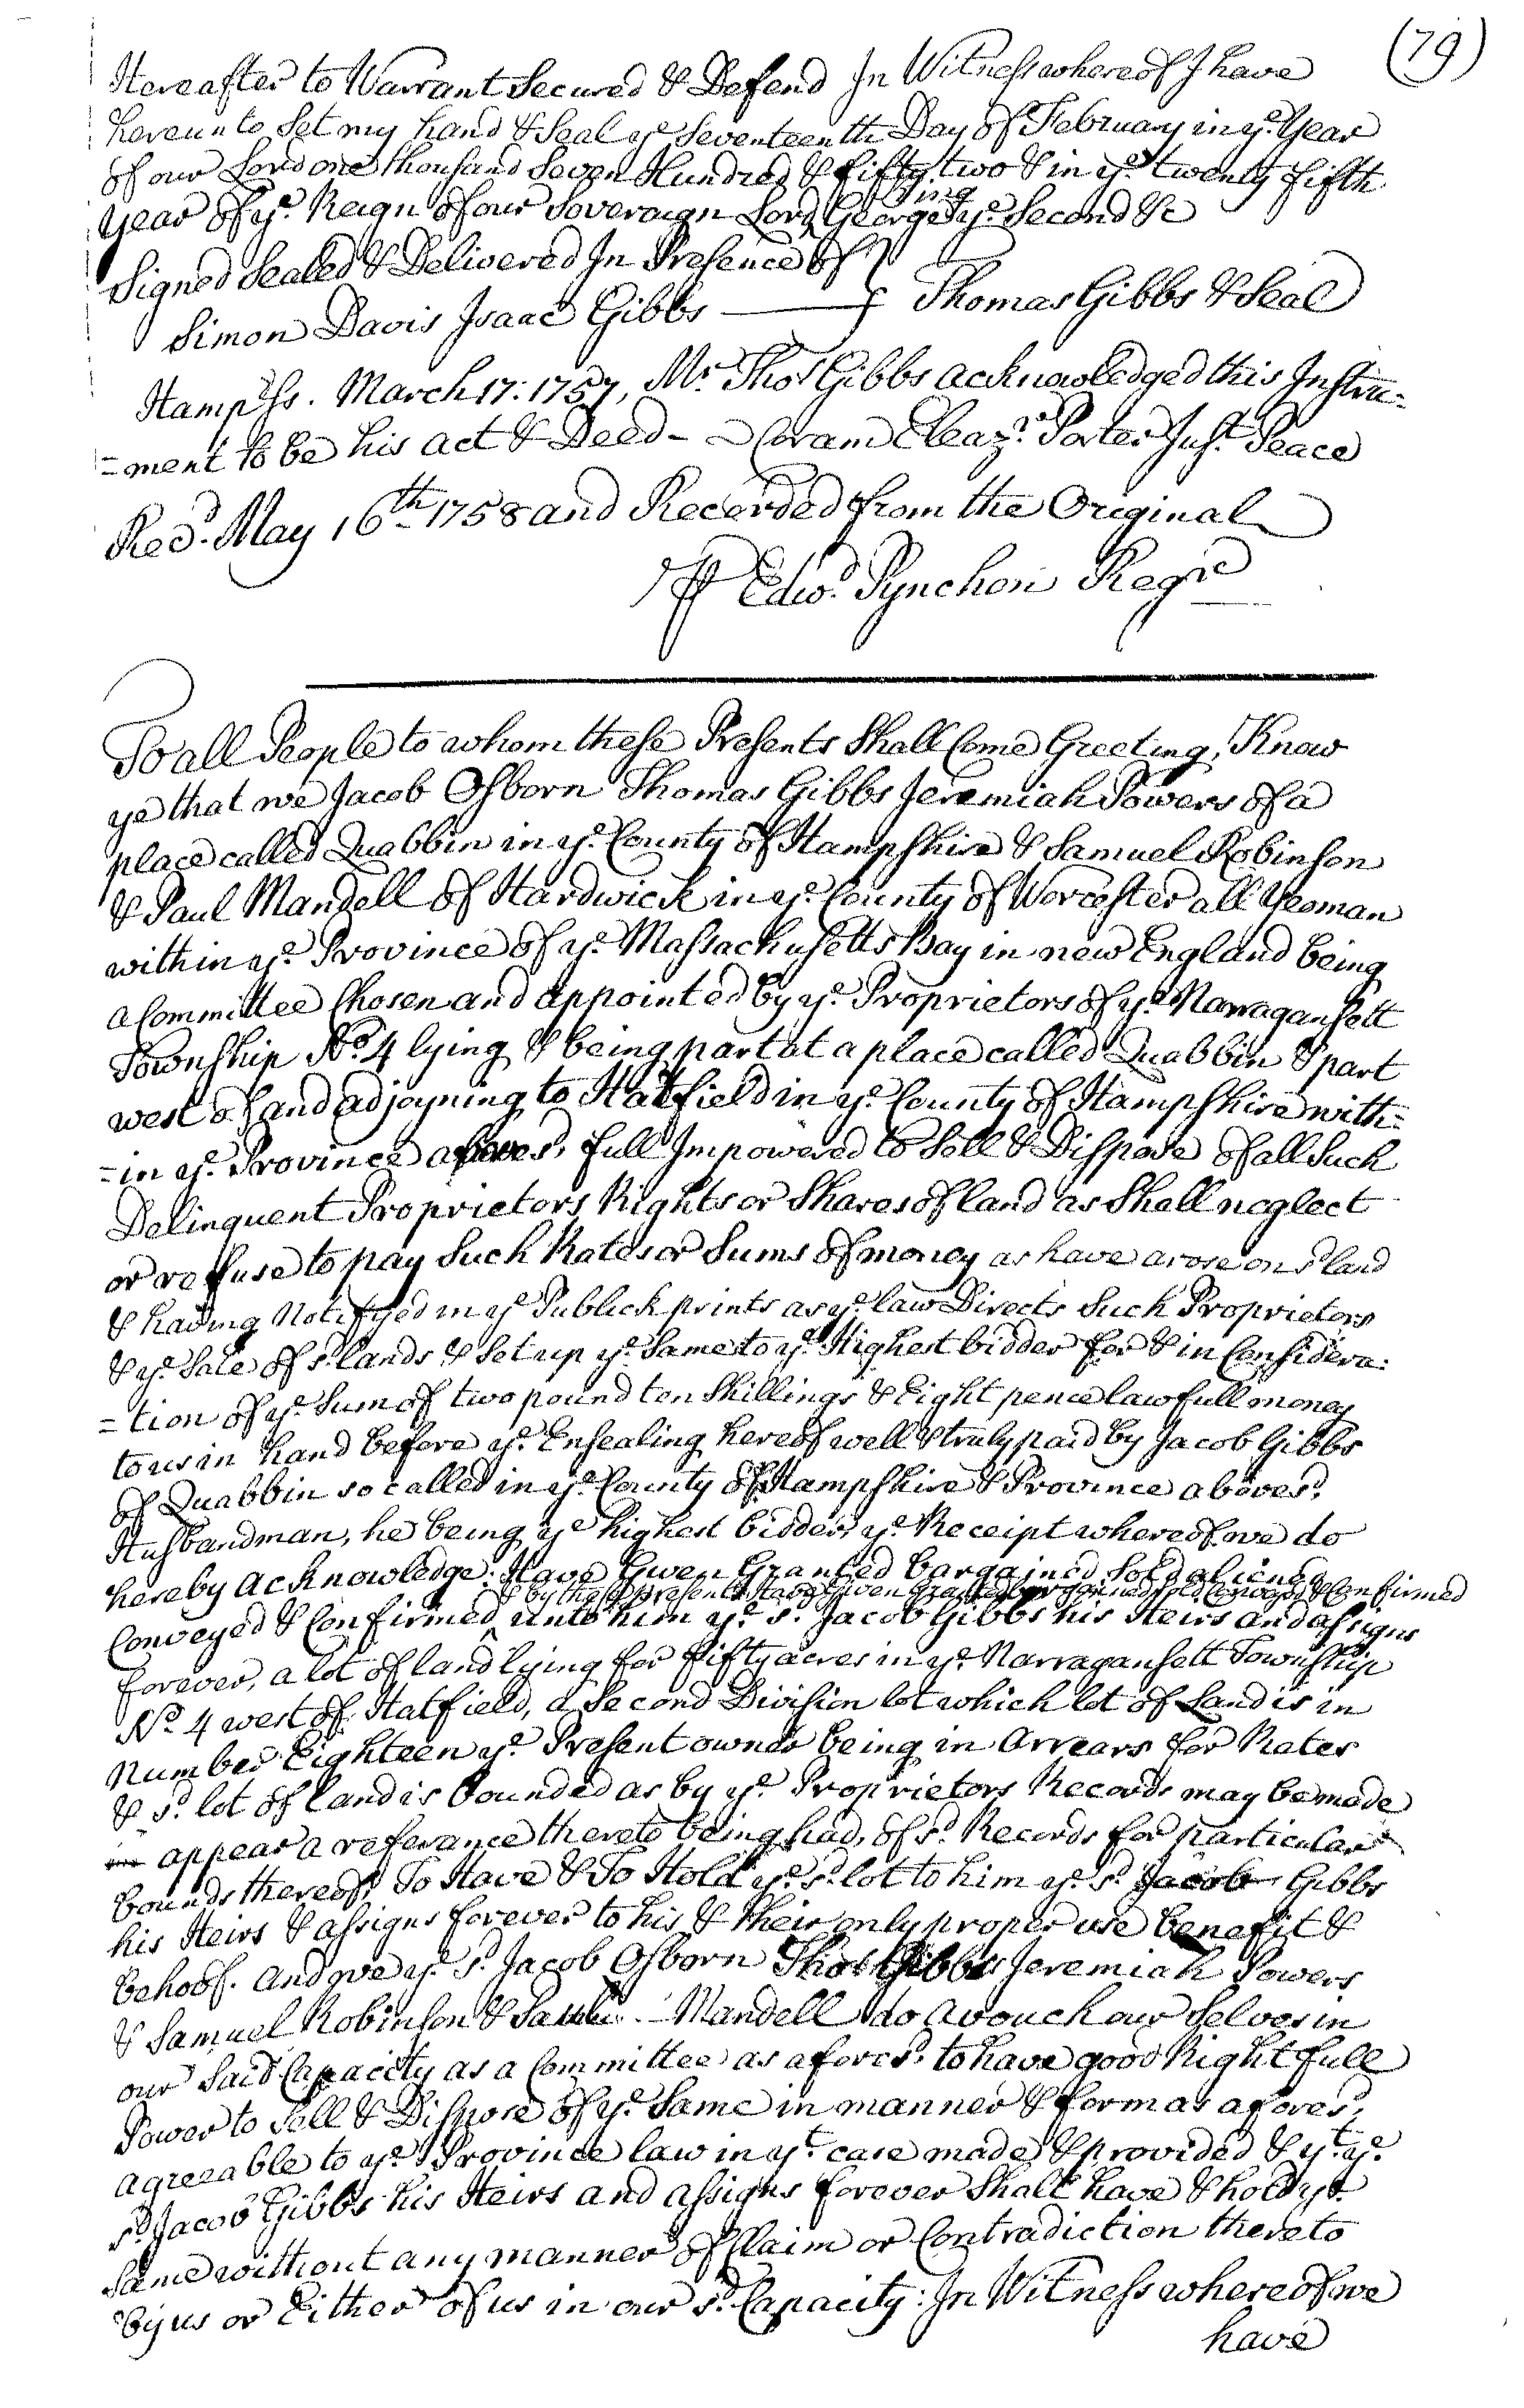 (79)
Hereafter to Warrant Secured & Defend In Witness whereof I have
hereunto Set my hand & Seal ye Seventeenth Day of February in ye Year
of our Lord one thousand Seven Hundred & fifty two & in ye twenty fifth
year of ye Reign of our Soveraign Lord King George ye Second &c
Signed Sealed & Delivered In Presence of }
Simon Davis Isaac Gibbs —— } Thomas Gibbs & Seal
Hampss. March 17: 1757, Mr Thos Gibbs acknowledged this Instru=
=ment to be his act & Deed – Coram Eleazr Porter Just Peace
Recd. May 16th 1758 and Recorded from the Original
P Edwd Pynchon Regr
To all People to whom these Presents Shall Come Greeting, Know
ye that we Jacob Osborn Thomas Gibbs Jeremiah Powers of a
place called Quabbin in ye County of Hampshire & Samuel Robinson
& Paul Mandell of Hardwick in ye County of Worcester all Yeoman
within ye Province of ye Massachusetts Bay in new England being
a Committee Chosen and appointed by ye Proprietors of ye Narragansett
Township No 4 lying & being part at a place called Quabbin & part
west of and adjoyning to Hatfield in ye County of Hampshire with=
=in ye Province afores, full Impowered to Sell & Dispose of all Such
Delinquent Proprietors Rights or Shares of land as Shall neglect
or refuse to pay Such Rates or Sums of money as have arose on sd land
& having Notifyed in ye Publick prints as ye law Directs Such Proprietors
& ye Sale of sd lands & Set up ye Same to ye Highest bidder for & in Considera=
=tion of ye Sum of two pound ten Shillings & Eight pence lawfull money
to us in hand before ye Ensealing hereof well & truly paid by Jacob Gibbs
of Quabbin so called in ye County of Hampshire & Province abovesd
Husbandman, he being ye highest bidder, ye Receipt whereof we do
hereby acknowledge: Have Given Granted bargained Sold aliened
& by these presents Have Given Granted bargained sold Conveyed & Confirmed
Conveyed & Confirmed unto him ye sd Jacob Gibbs his Heirs and assigns
forever, a lot of land lying for fifty acres in ye Narragansett Township
No 4 west of Hatfield, a Second Division lot which lot of Land is in
Number Eighteen ye Present owner being in Arrears for Rates
& sd lot of land is bounded as by ye Proprietors Records may be made
appear a referance thereto being had, of sd Records for particular
bounds thereof, To Have & To Hold ye sd lot to him ye sd Jacob Gibbs
his Heirs & assigns forever to his & their only proper use benefit &
behoof. And we ye sd Jacob Osborn Thos Gibbs Jeremiah Powers
& Samuel Robinson & Mandell do avouch our Selves in
our Said Capacity as a Committee as aforesd to have good Right full
Power to Sell & Dispose of ye Same in manner & form as aforesd,
agreeable to ye Province law in yt case made & provided & yt ye
sd Jacob Gibbs his Heirs and assigns forever Shall have & hold ye
Same without any manner of Claim or Contradiction thereto
by us or Either of us in our sd Capacity: In Witness whereof we
have